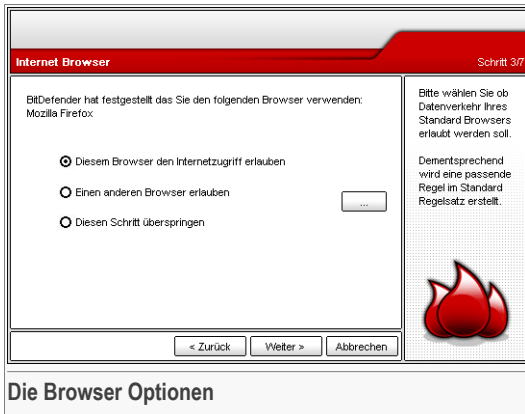 Internet Browser
Schritt 3/7
BitDefender hat festgestellt das Sie den folgenden Browser verwenden:
Mozilla Firefox
Diesem Browser den Internetzugriff erlauben
Einen anderen Browser erlauben
...
Diesen Schritt überspringen
Bitte wählen Sie ob
Datenverkehr Ihres
Standard Browsers
erlaubt werden soll.
Dementsprechend
wird eine passende
Regel im Standard
Regelsatz erstellt.
« Zurück
Weiter »
Abbrechen
Die Browser Optionen